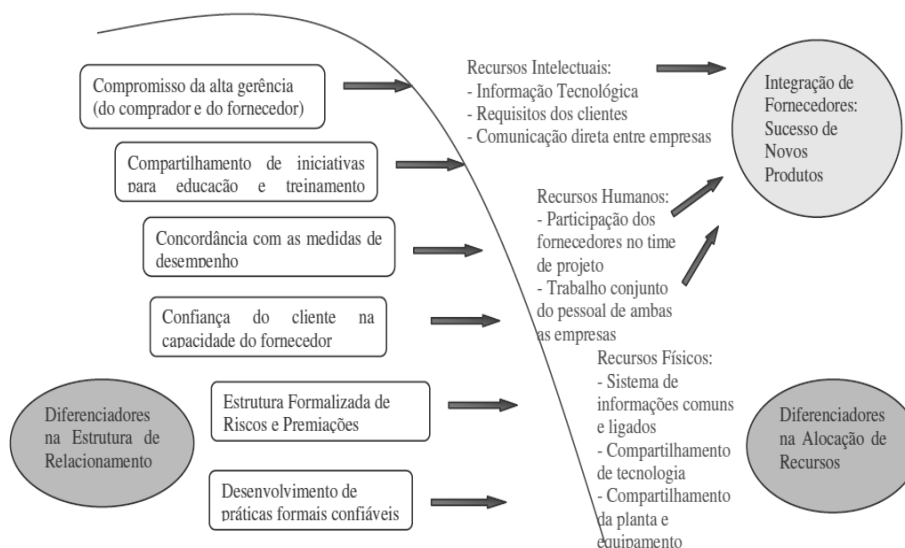 Compromisso da alta gerência
(do comprador e do fornecedor)
Compartilhamento de iniciativas
para educação e treinamento
Concordância com as medidas de
desempenho
Confiança do cliente na
capacidade do fornecedor
Estrutura Formalizada de
Riscos e Premiações
Desenvolvimento de
práticas formais confiáveis
Diferenciadores
na Estrutura de
Relacionamento
Recursos Intelectuais:
- Informação Tecnológica
- Requisitos dos clientes
- Comunicação direta entre empresas
Recursos Humanos:
- Participação dos
fornecedores no time
de projeto
- Trabalho conjunto
do pessoal de ambas
as empresas
Recursos Físicos:
- Sistema de
informações comuns
e ligados
- Compartilhamento
de tecnologia
- Compartilhamento
da planta e
equipamento
Integração de
Fornecedores:
Sucesso de
Novos
Produtos
Diferenciadores
na Alocação de
Recursos